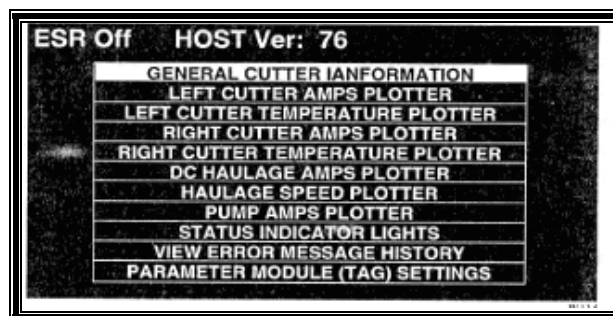 ESR Off HOST Ver: 76
GENERAL CUTTER IANFORMATION
LEFT CUTTER AMPS PLOTTER
LEFT CUTTER TEMPERATURE PLOTTER
RIGHT CUTTER AMPS PLOTTER
RIGHT CUTTER TEMPERATURE PLOTTER
DC HAULAGE AMPS PLOTTER
HAULAGE SPEED PLOTTER
PUMP AMPS PLOTTER
STATUS INDICATOR LIGHTS
VIEW ERROR MESSAGE HISTORY
PARAMETER MODULE (TAG) SETTINGS